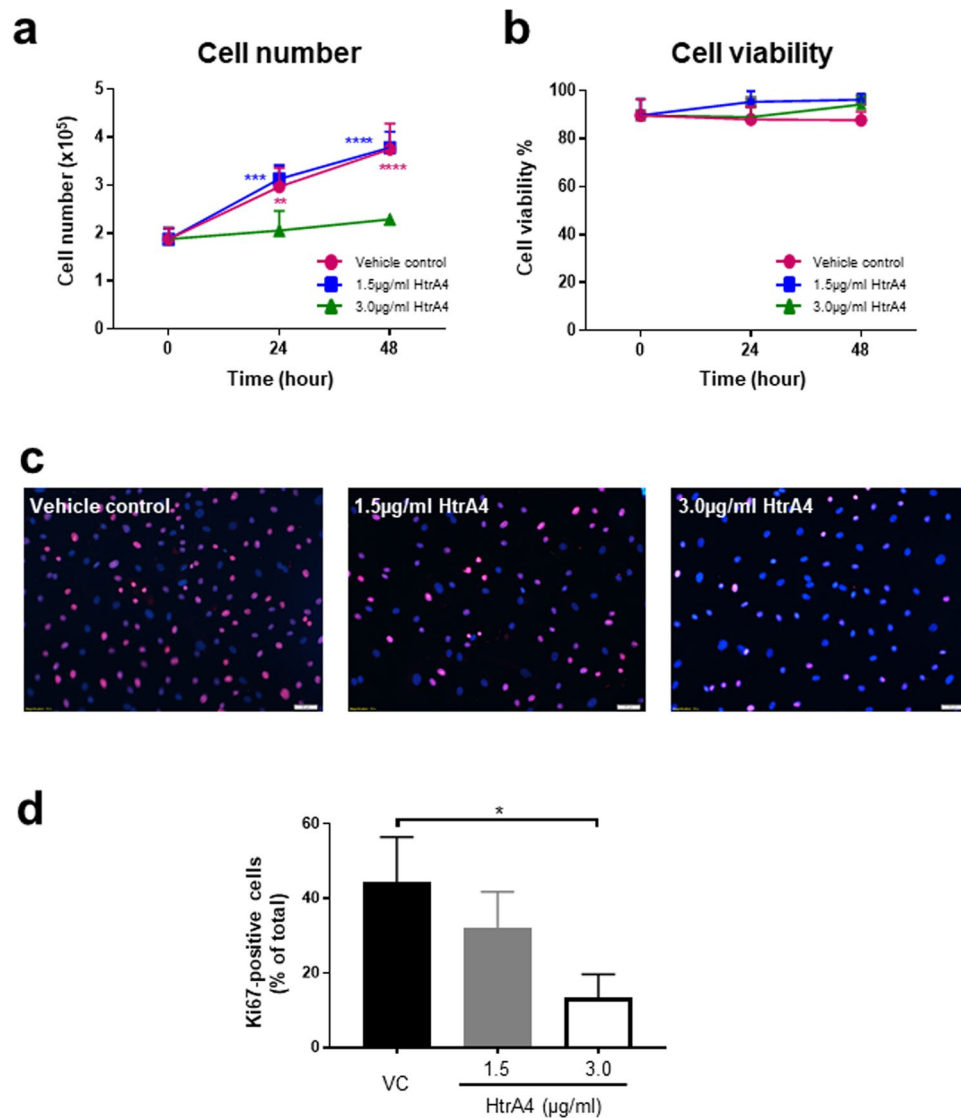 a
Cell number
5
4
3
2
1
0
Cell number (x10⁵)
***
**
****
****
Vehicle control
1.5µg/ml HtrA4
3.0µg/ml HtrA4
0 24 48
Time (hour)
b
Cell viability
100
80
60
40
20
0
Cell viability %
Vehicle control
1.5µg/ml HtrA4
3.0µg/ml HtrA4
0 24 48
Time (hour)
c
Vehicle control
1.5µg/ml HtrA4
3.0µg/ml HtrA4
d
60
40
20
0
Ki67-positive cells
(% of total)
*
VC 1.5 3.0
HtrA4 (µg/ml)